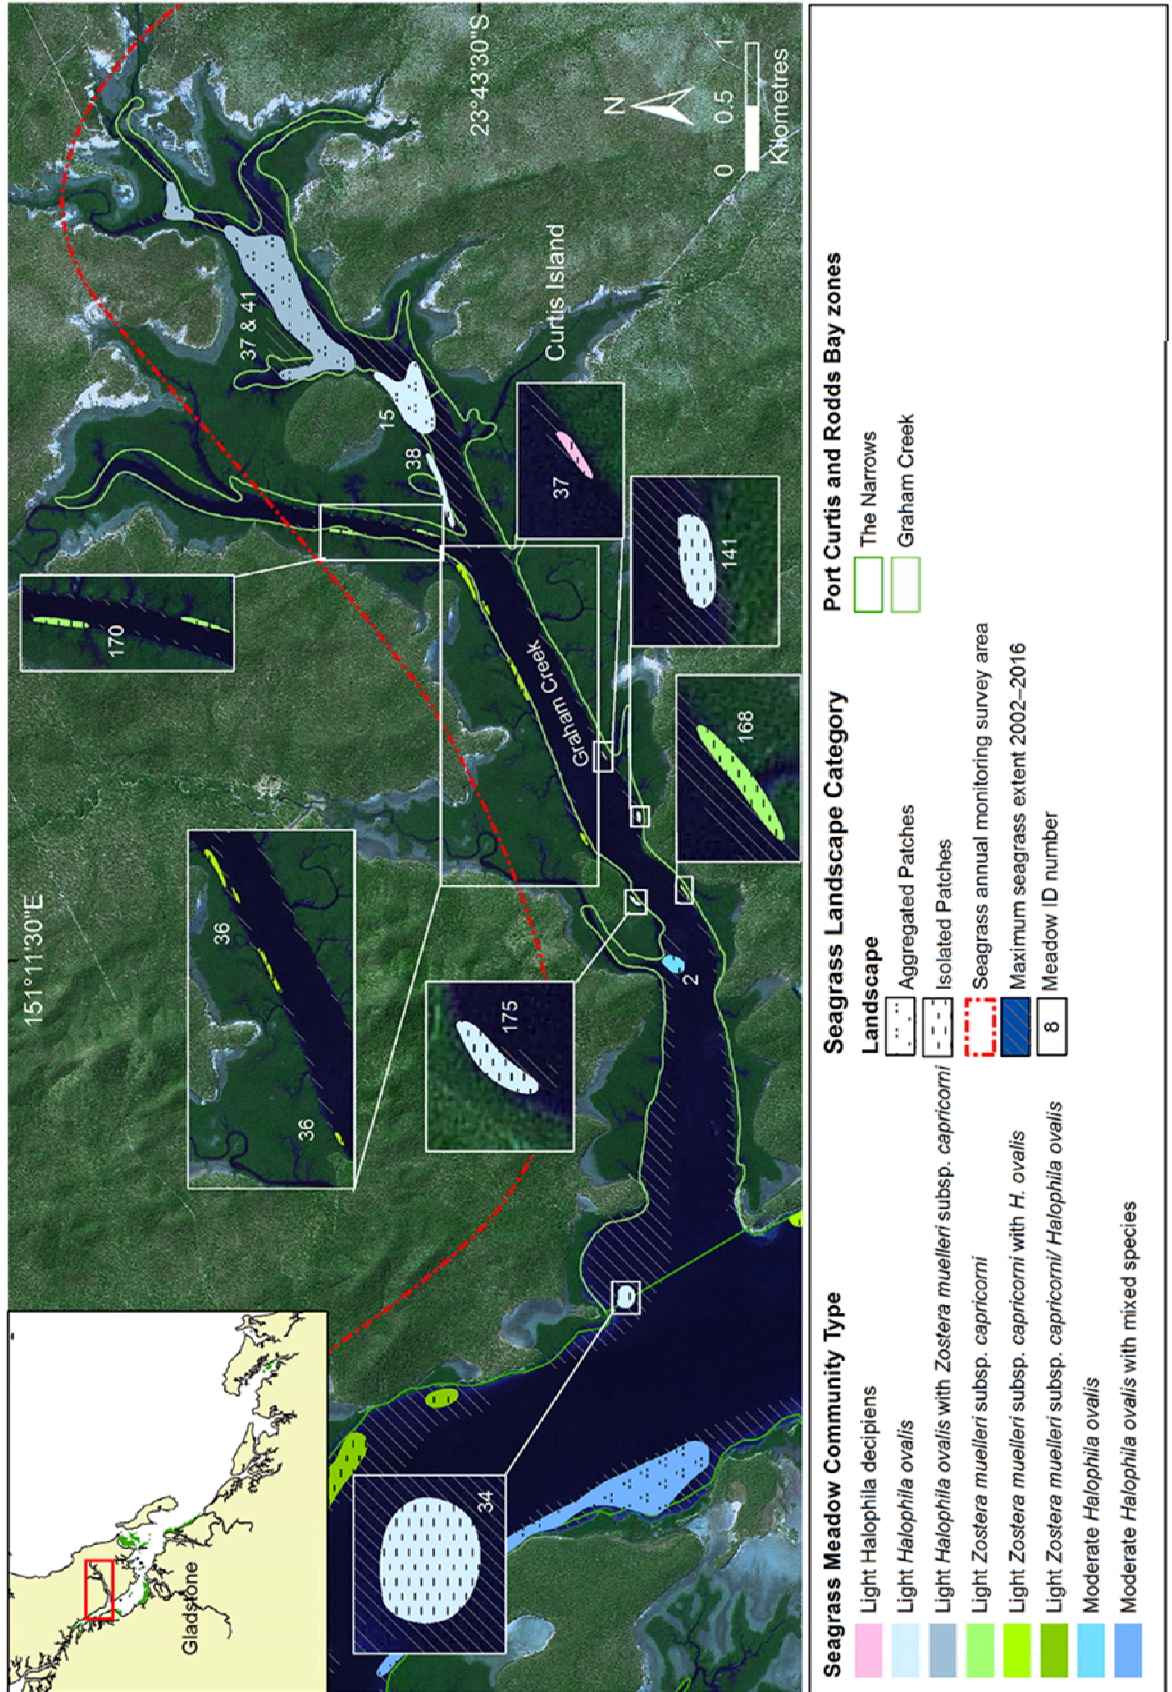 151°11'30"E
23°43'30"S
N
0 0.5 1
Kilometres
Gladstone
Curtis Island
Graham Creek
37 & 41
15
38
170
36
36
175
2
34
37
141
168
Seagrass Meadow Community Type
Light Halophila decipiens
Light Halophila ovalis
Light Halophila ovalis with Zostera muelleri subsp. capricorni
Light Zostera muelleri subsp. capricorni
Light Zostera muelleri subsp. capricorni with H. ovalis
Light Zostera muelleri subsp. capricorni/ Halophila ovalis
Moderate Halophila ovalis
Moderate Halophila ovalis with mixed species
Seagrass Landscape Category
Landscape
Aggregated Patches
Isolated Patches
Seagrass annual monitoring survey area
Maximum seagrass extent 2002–2016
8 Meadow ID number
Port Curtis and Rodds Bay zones
The Narrows
Graham Creek